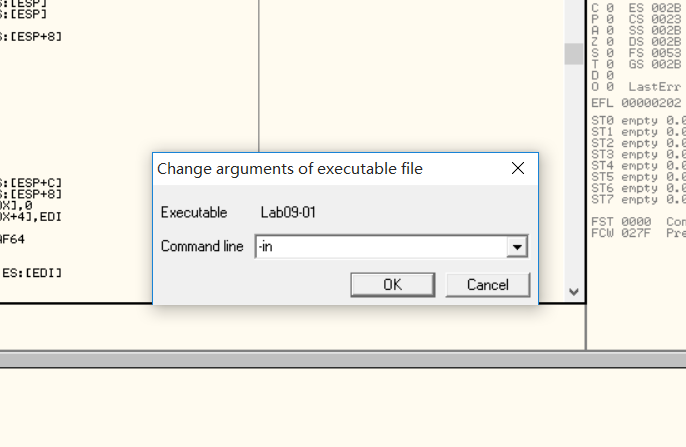 S:[ESP]
S:[ESP]
S:[ESP+8]
S:[ESP+C]
S:[ESP+8]
0X],0
0X+4],EDI
AF64
ES:[EDI]
C 0 ES 002B
P 0 CS 0023
A 0 SS 002B
Z 0 DS 002B
S 0 FS 0053
T 0 GS 002B
D 0
O 0 LastErr
EFL 00000202
ST0 empty 0.0
ST1 empty 0.0
ST2 empty 0.0
ST3 empty 0.0
ST4 empty 0.0
ST5 empty 0.0
ST6 empty 0.0
ST7 empty 0.0
FST 0000 Con
FCW 027F Pre
Change arguments of executable file
Executable Lab09-01
Command line -in
OK Cancel